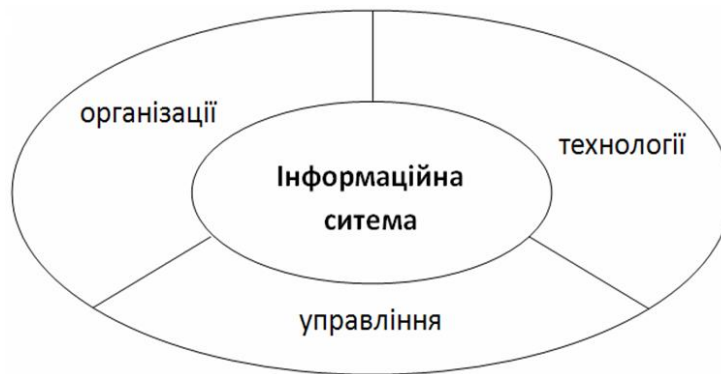 організації
технології
Інформаційна
ситема
управління